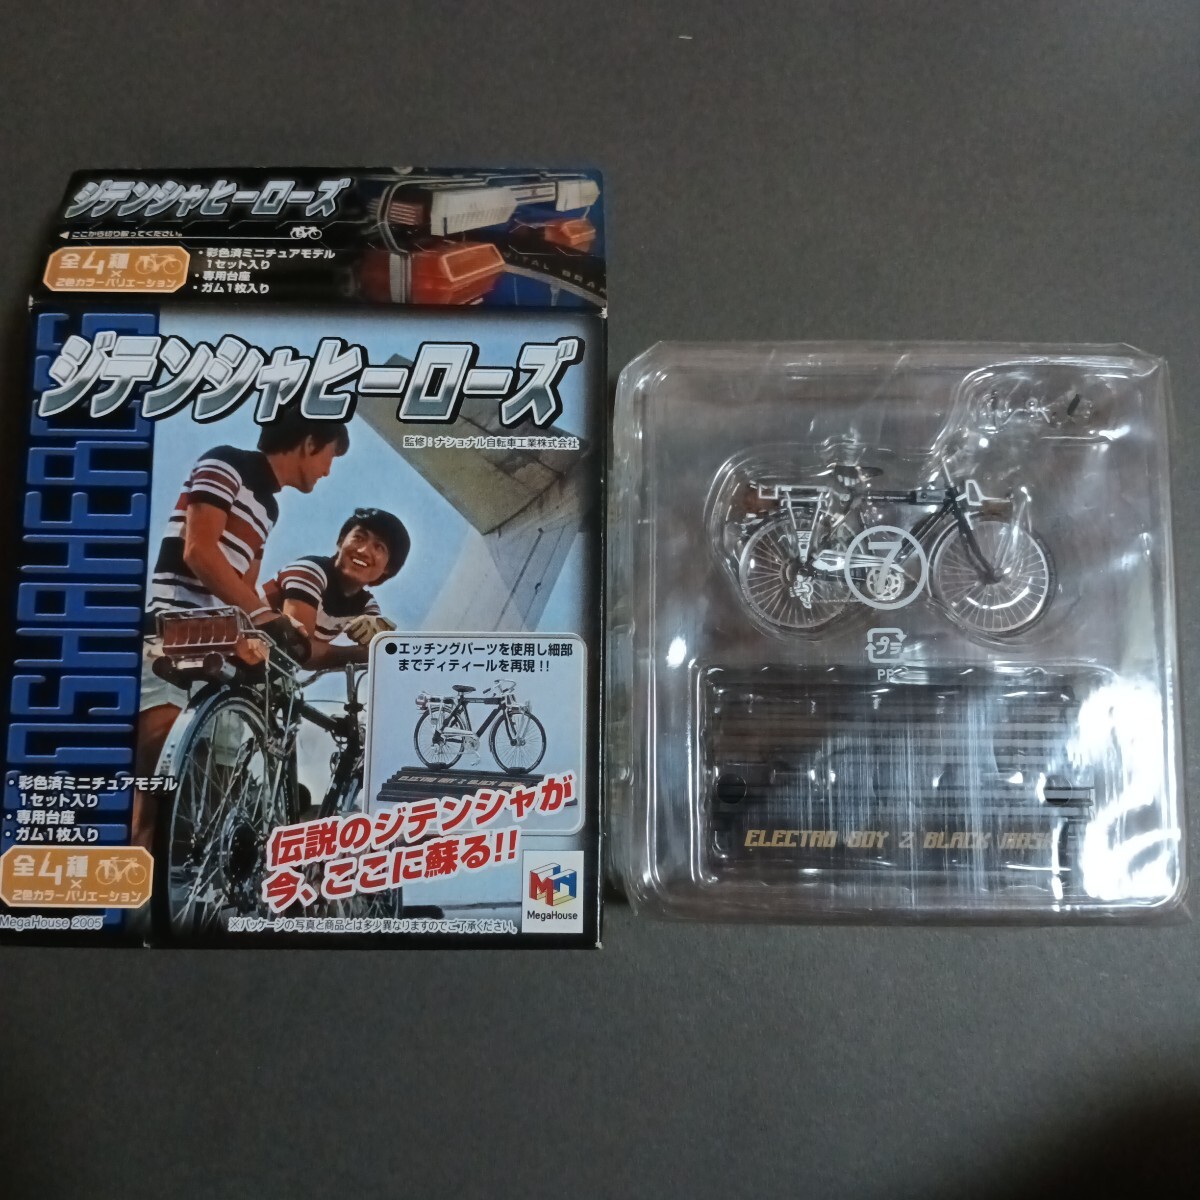 ジテンシャヒーローズ
◀ここから切り取ってください。
全4種
×
2色カラーバリエーション
・彩色済ミニチュアモデル
1セット入り
・専用台座
・ガム1枚入り
ジテンシャヒーローズ
監修：ナショナル自転車工業株式会社
●エッチングパーツを使用し細部
までディティールを再現!!
伝説のジテンシャが
今、ここに蘇る!!
・彩色済ミニチュアモデル
1セット入り
・専用台座
・ガム1枚入り
全4種
×
2色カラーバリエーション
MegaHouse 2005
※パッケージの写真と商品とは多少異なりますのでご了承ください。
MH
MegaHouse
7
プラ
ELECTRO BOY Z BLACK